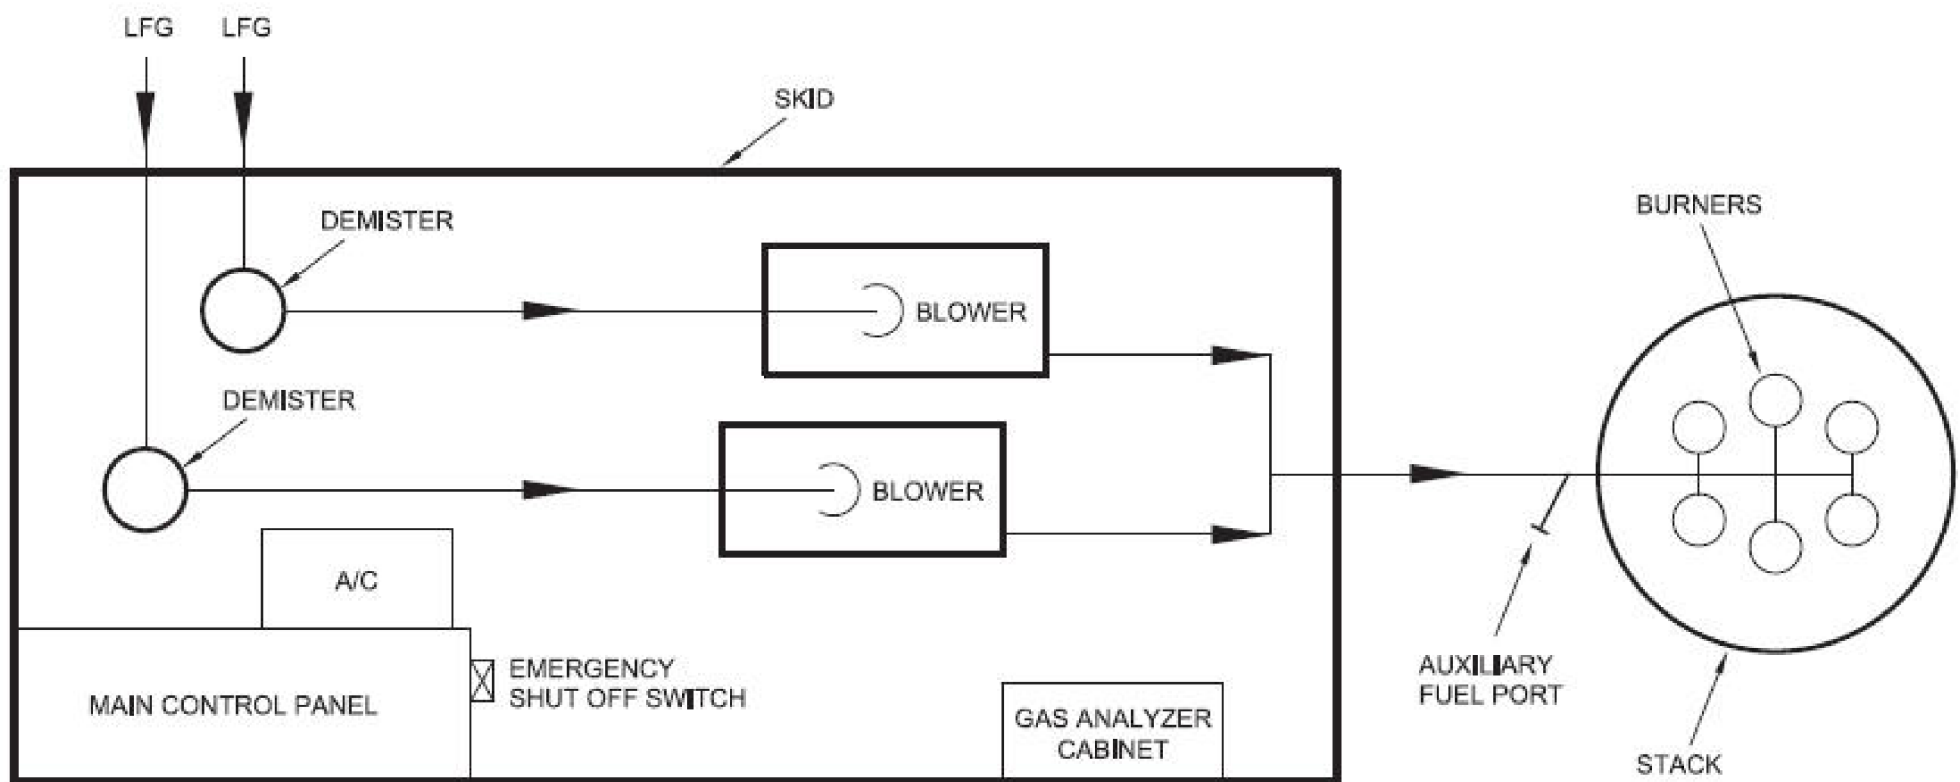 LFG
LFG
SKID
DEMISTER
BURNERS
BLOWER
DEMISTER
BLOWER
A/C
EMERGENCY
SHUT OFF SWITCH
MAIN CONTROL PANEL
GAS ANALYZER
CABINET
AUXILIARY
FUEL PORT
STACK